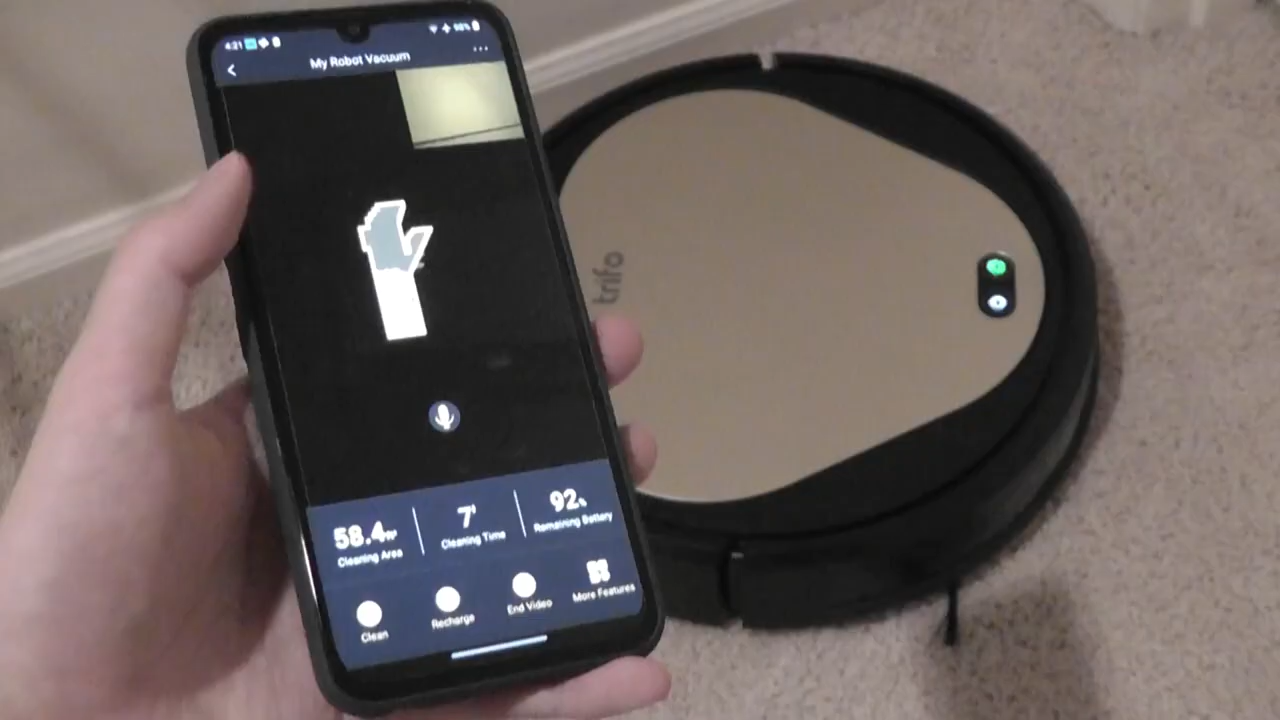 4:21
My Robot Vacuum
58.4ft²
Cleaning Area
7'
Cleaning Time
92%
Remaining Battery
Clean
Recharge
End Video
More Features
trifo